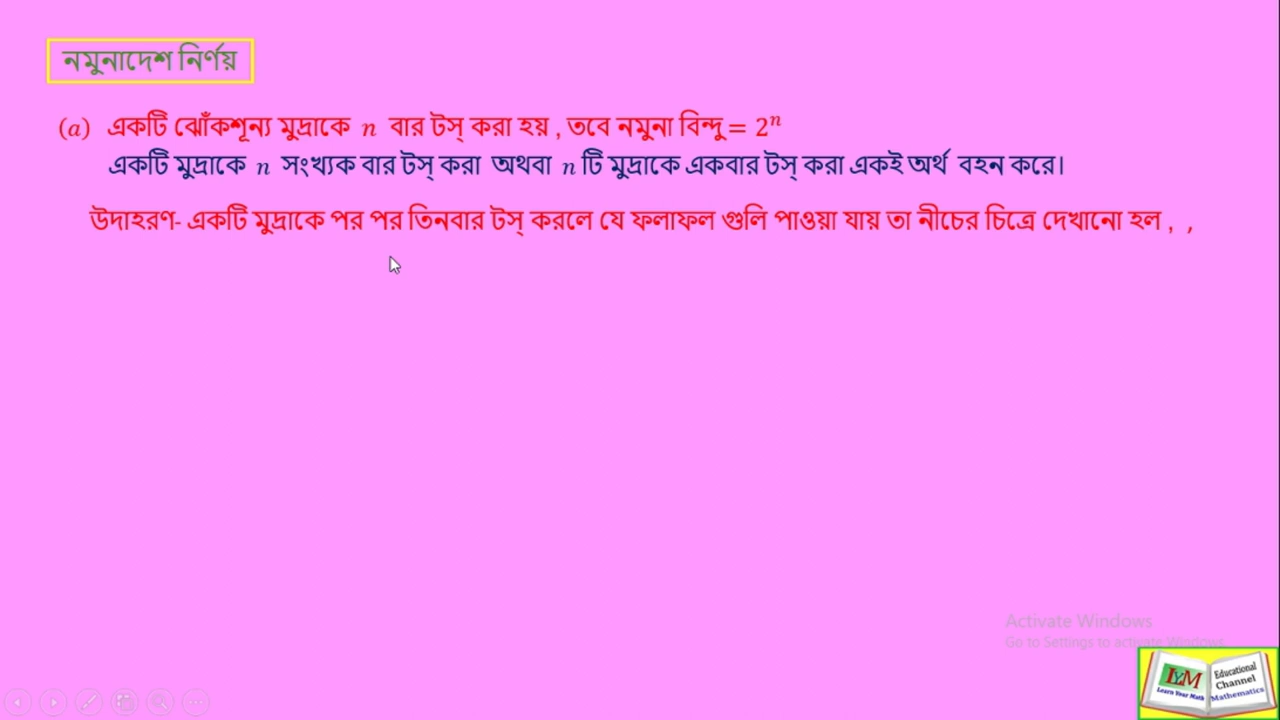 নমুনাদেশ নির্ণয়
(a) একটি ঝোঁকশূন্য মুদ্রাকে n বার টস্ করা হয় , তবে নমুনা বিন্দু = 2ⁿ
একটি মুদ্রাকে n সংখ্যক বার টস্ করা অথবা n টি মুদ্রাকে একবার টস্ করা একই অর্থ বহন করে।
উদাহরণ- একটি মুদ্রাকে পর পর তিনবার টস্ করলে যে ফলাফল গুলি পাওয়া যায় তা নীচের চিত্রে দেখানো হল , ,
Activate Windows
Go to Settings to activate Windows.
LYM
Learn Your Math
Educational
Channel
Mathematics